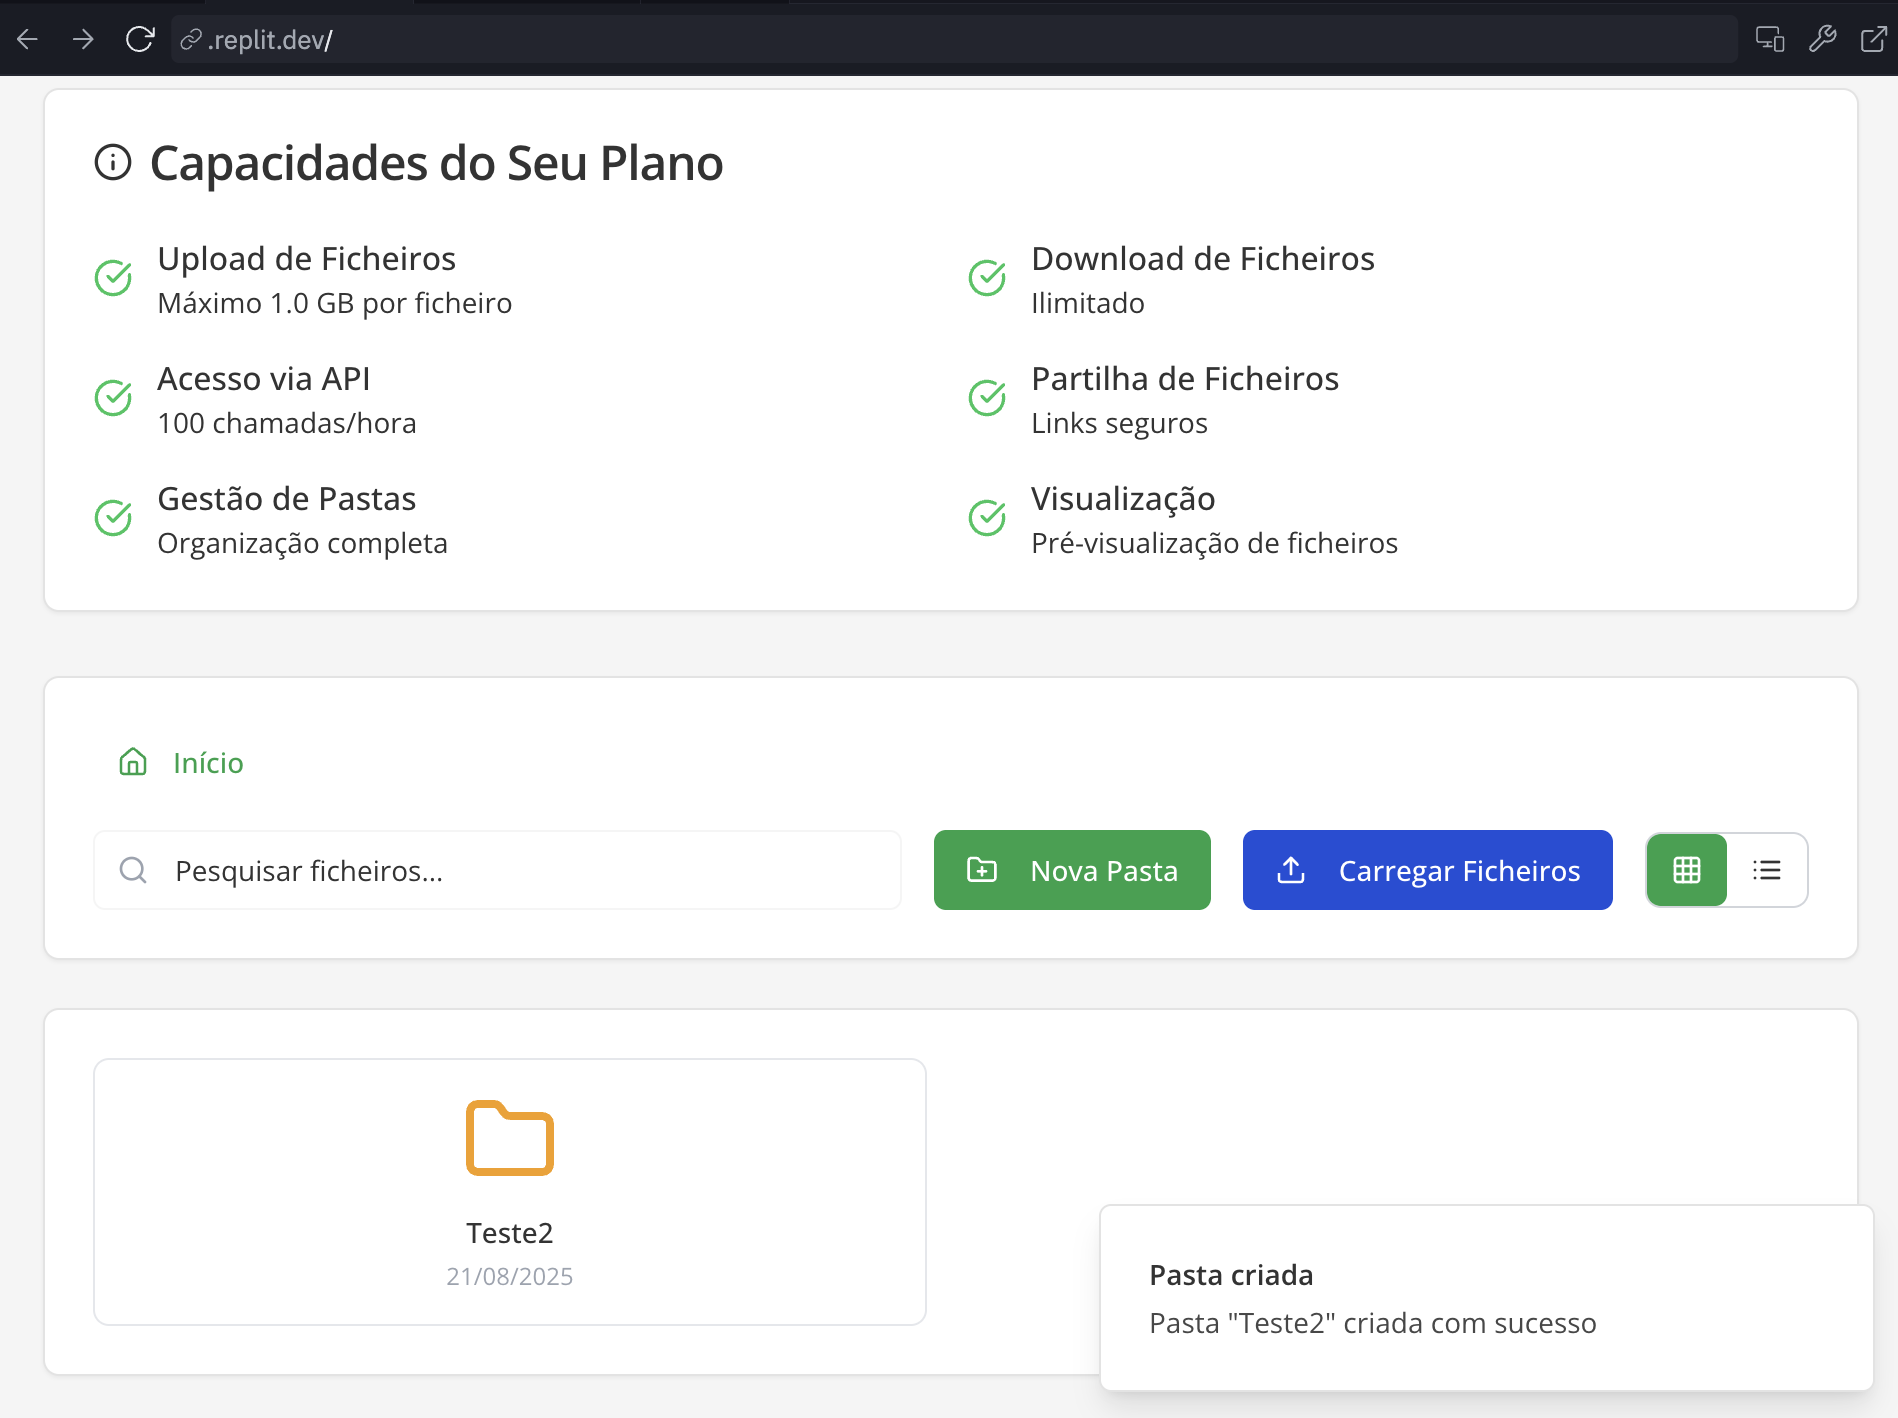 .replit.dev/
Capacidades do Seu Plano
Upload de Ficheiros
Máximo 1.0 GB por ficheiro
Download de Ficheiros
Ilimitado
Acesso via API
100 chamadas/hora
Partilha de Ficheiros
Links seguros
Gestão de Pastas
Organização completa
Visualização
Pré-visualização de ficheiros
Início
Pesquisar ficheiros...
Nova Pasta
Carregar Ficheiros
Teste2
21/08/2025
Pasta criada
Pasta "Teste2" criada com sucesso